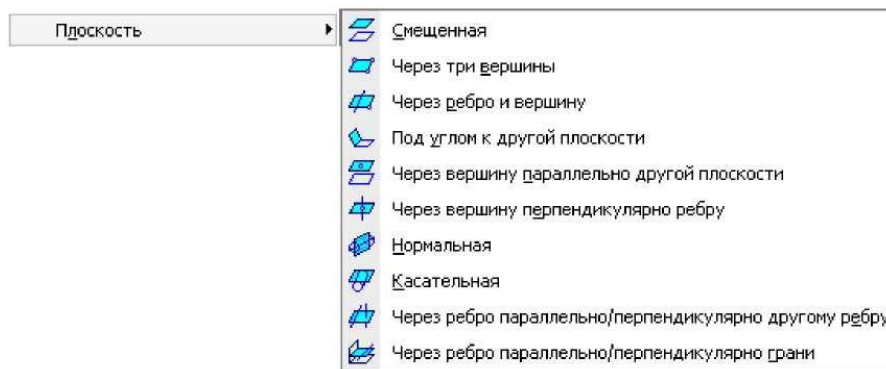 Плоскость
Смещенная
Через три вершины
Через ребро и вершину
Под углом к другой плоскости
Через вершину параллельно другой плоскости
Через вершину перпендикулярно ребру
Нормальная
Касательная
Через ребро параллельно/перпендикулярно другому ребру
Через ребро параллельно/перпендикулярно грани